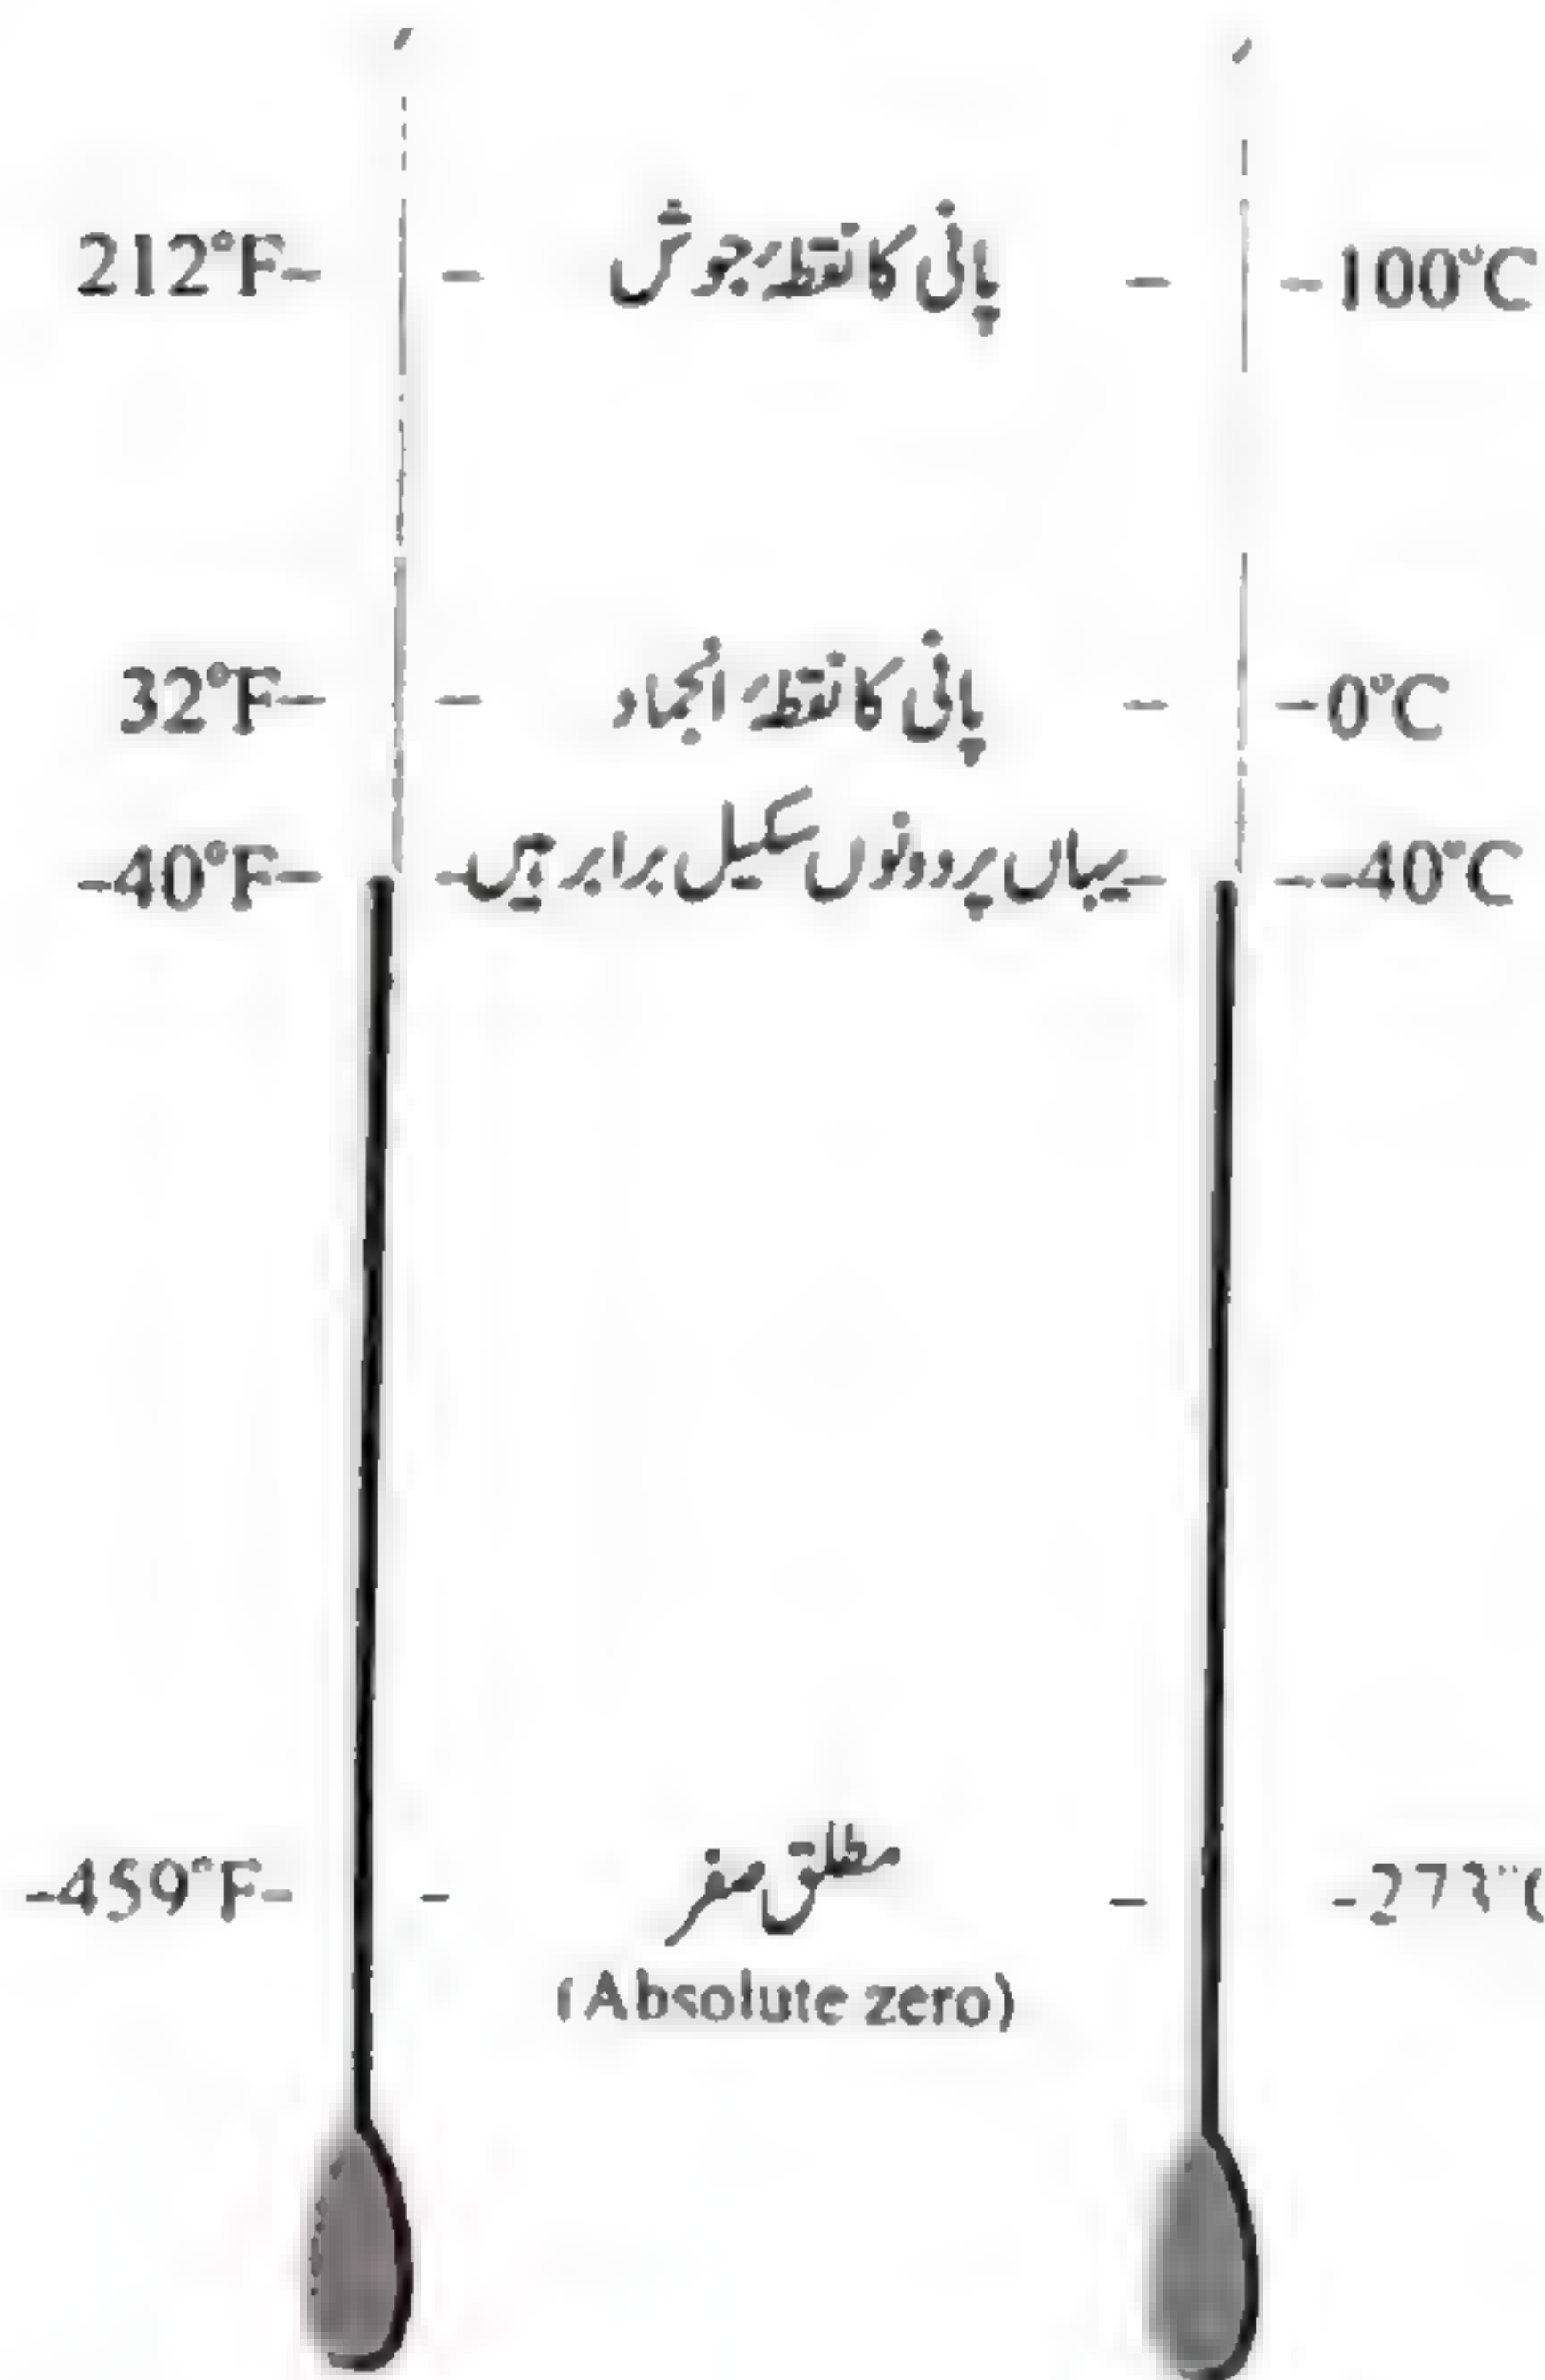 212°F پانی کا نقطۂ جوش 100°C
32°F پانی کا نقطۂ انجماد 0°C
-40°F یہاں پر دونوں سکیل برابر ہیں -40°C
-459°F مطلق صفر -273°C
(Absolute zero)